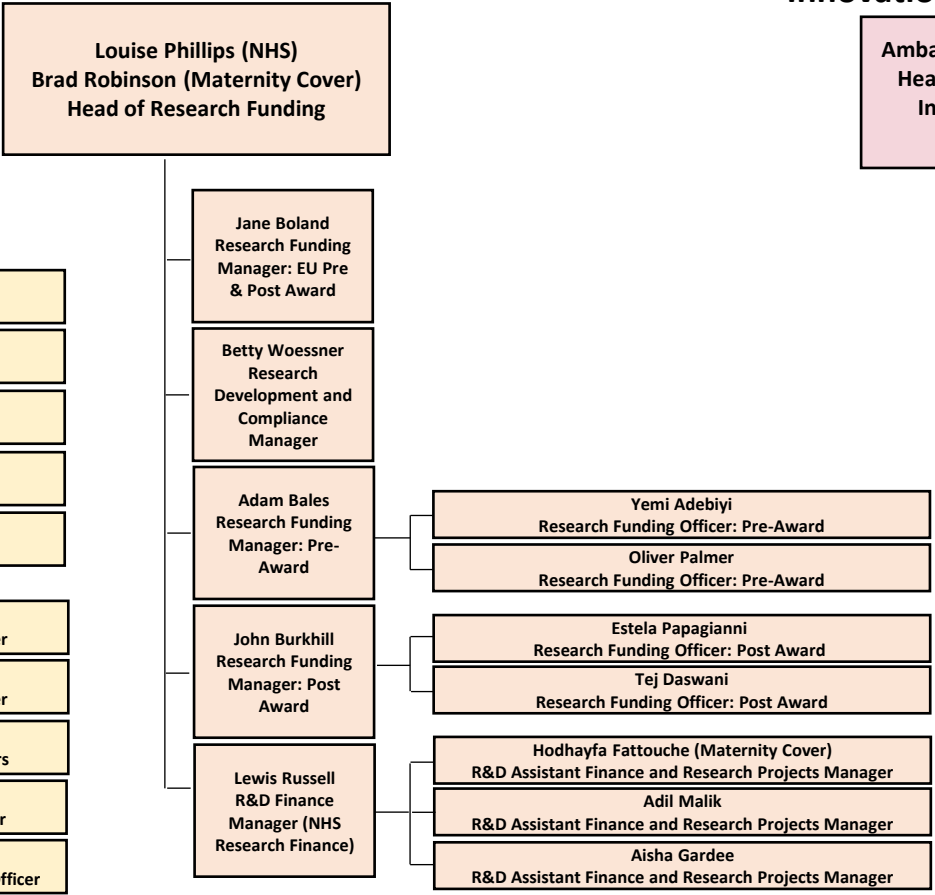 Louise Phillips (NHS)
Brad Robinson (Maternity Cover)
Head of Research Funding
Jane Boland
Research Funding
Manager: EU Pre
& Post Award
Betty Woessner
Research
Development and
Compliance
Manager
Adam Bales
Research Funding
Manager: Pre-
Award
Yemi Adebiyi
Research Funding Officer: Pre-Award
Oliver Palmer
Research Funding Officer: Pre-Award
John Burkhill
Research Funding
Manager: Post
Award
Estela Papagianni
Research Funding Officer: Post Award
Tej Daswani
Research Funding Officer: Post Award
Lewis Russell
R&D Finance
Manager (NHS
Research Finance)
Hodhayfa Fattouche (Maternity Cover)
R&D Assistant Finance and Research Projects Manager
Adil Malik
R&D Assistant Finance and Research Projects Manager
Aisha Gardee
R&D Assistant Finance and Research Projects Manager